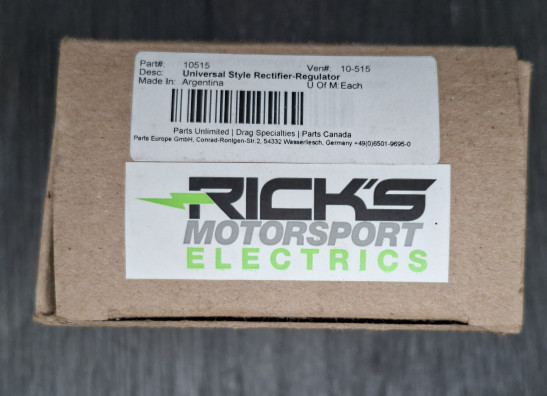 Part#: 10515 Ven#: 10-515
Desc: Universal Style Rectifier-Regulator
Made In: Argentina U Of M: Each
Parts Unlimited | Drag Specialties | Parts Canada
Parts Europe GmbH, Conrad-Röntgen-Str.2, 54332 Wasserliesch, Germany +49(0)6501-9695-0
RICK'S
MOTORSPORT
ELECTRICS